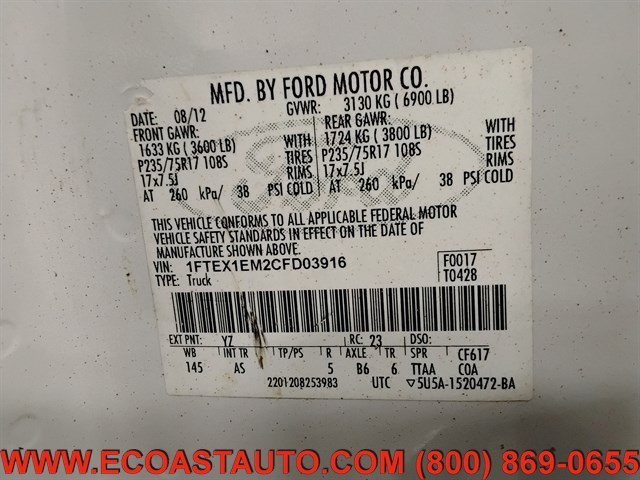 MFD. BY FORD MOTOR CO.
DATE: 08/12 GVWR: 3130 KG ( 6900 LB)
FRONT GAWR: REAR GAWR:
1633 KG ( 3600 LB) WITH 1724 KG ( 3800 LB) WITH
P235/75R17 108S TIRES P235/75R17 108S TIRES
17x7.5J RIMS 17x7.5J RIMS
AT 260 kPa/ 38 PSI COLD AT 260 kPa/ 38 PSI COLD
THIS VEHICLE CONFORMS TO ALL APPLICABLE FEDERAL MOTOR
VEHICLE SAFETY STANDARDS IN EFFECT ON THE DATE OF
MANUFACTURE SHOWN ABOVE.
VIN: 1FTEX1EM2CFD03916 F0017
TYPE: Truck T0428
EXT PNT: YZ RC: 23 DSO:
WB INT TR TP/PS R AXLE TR SPR CF617
145 AS 5 B6 6 TTAA COA
2201208253983 UTC ▽5U5A-1520472-BA
Ford
WWW.ECOASTAUTO.COM (800) 869-0655